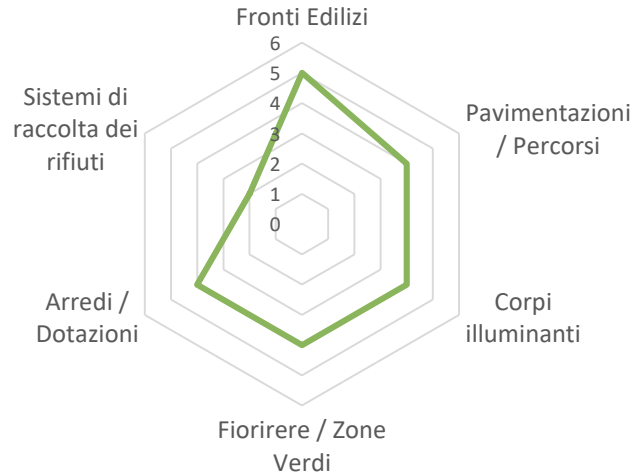 Fronti Edilizi
6
5
4
3
2
1
0
Pavimentazioni
/ Percorsi
Corpi
illuminanti
Fiorirere / Zone
Verdi
Arredi /
Dotazioni
Sistemi di
raccolta dei
rifiuti